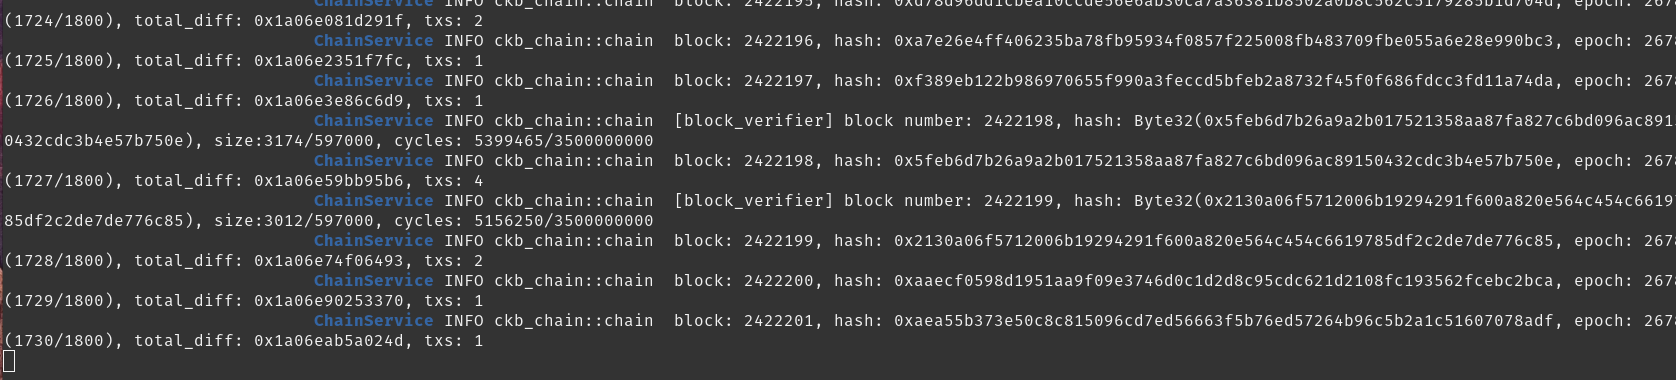 ChainService INFO ckb_chain::chain block: 2422195, hash: 0xd78d96dd1cbea10ccde56e6ab30ca7a36381b8502a0b8c562c5179285b1d704d, epoch: 267
(1724/1800), total_diff: 0x1a06e081d291f, txs: 2
ChainService INFO ckb_chain::chain block: 2422196, hash: 0xa7e26e4ff406235ba78fb95934f0857f225008fb483709fbe055a6e28e990bc3, epoch: 267
(1725/1800), total_diff: 0x1a06e2351f7fc, txs: 1
ChainService INFO ckb_chain::chain block: 2422197, hash: 0xf389eb122b986970655f990a3feccd5bfeb2a8732f45f0f686fdcc3fd11a74da, epoch: 267
(1726/1800), total_diff: 0x1a06e3e86c6d9, txs: 1
ChainService INFO ckb_chain::chain [block_verifier] block number: 2422198, hash: Byte32(0x5feb6d7b26a9a2b017521358aa87fa827c6bd096ac891
0432cdc3b4e57b750e), size:3174/597000, cycles: 5399465/3500000000
ChainService INFO ckb_chain::chain block: 2422198, hash: 0x5feb6d7b26a9a2b017521358aa87fa827c6bd096ac89150432cdc3b4e57b750e, epoch: 267
(1727/1800), total_diff: 0x1a06e59bb95b6, txs: 4
ChainService INFO ckb_chain::chain [block_verifier] block number: 2422199, hash: Byte32(0x2130a06f5712006b19294291f600a820e564c454c6619
85df2c2de7de776c85), size:3012/597000, cycles: 5156250/3500000000
ChainService INFO ckb_chain::chain block: 2422199, hash: 0x2130a06f5712006b19294291f600a820e564c454c6619785df2c2de7de776c85, epoch: 267
(1728/1800), total_diff: 0x1a06e74f06493, txs: 2
ChainService INFO ckb_chain::chain block: 2422200, hash: 0xaaecf0598d1951aa9f09e3746d0c1d2d8c95cdc621d2108fc193562fcebc2bca, epoch: 267
(1729/1800), total_diff: 0x1a06e90253370, txs: 1
ChainService INFO ckb_chain::chain block: 2422201, hash: 0xaea55b373e50c8c815096cd7ed56663f5b76ed57264b96c5b2a1c51607078adf, epoch: 267
(1730/1800), total_diff: 0x1a06eab5a024d, txs: 1